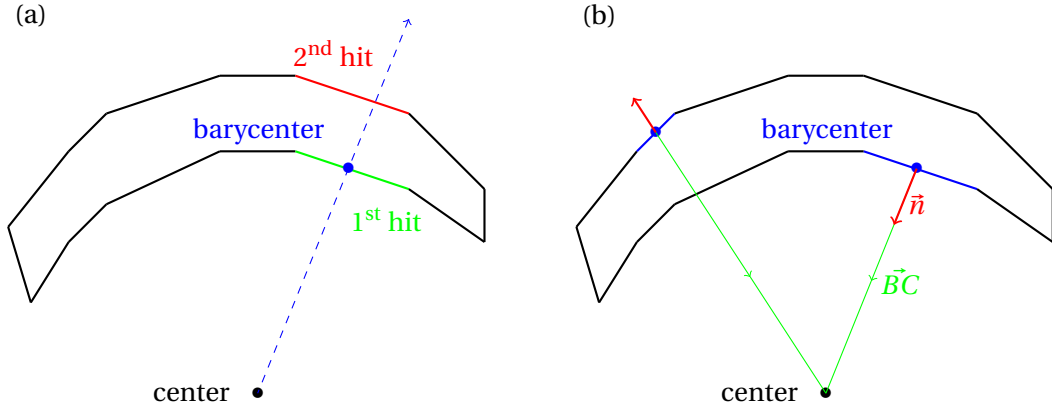 (a)
2nd hit
barycenter
1st hit
center
(b)
barycenter
n⃗
B⃗C
center